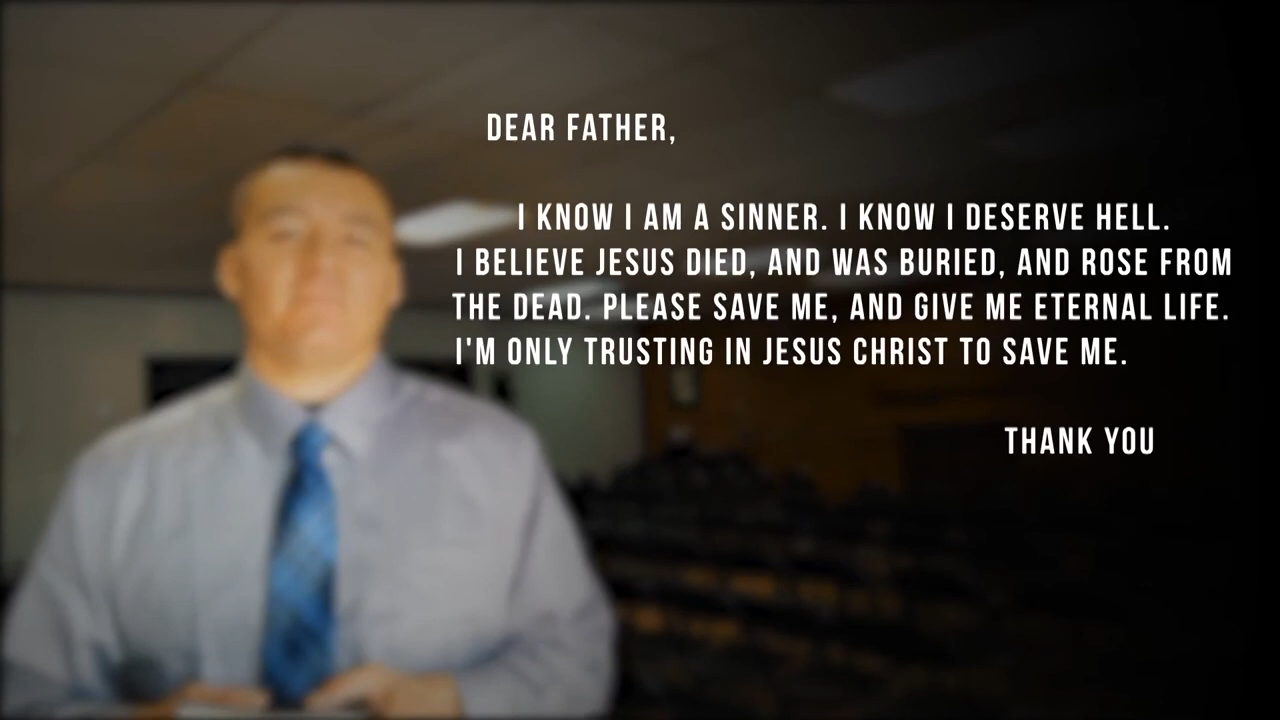 DEAR FATHER,
I KNOW I AM A SINNER. I KNOW I DESERVE HELL.
I BELIEVE JESUS DIED, AND WAS BURIED, AND ROSE FROM
THE DEAD. PLEASE SAVE ME, AND GIVE ME ETERNAL LIFE.
I'M ONLY TRUSTING IN JESUS CHRIST TO SAVE ME.
THANK YOU